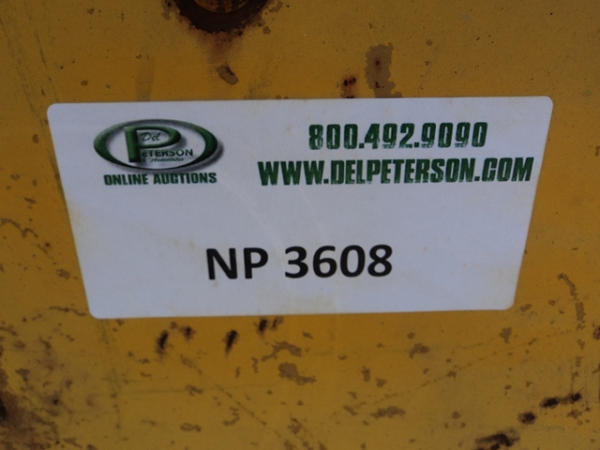 Del
PETERSON
ONLINE AUCTIONS
800.492.9090
WWW.DELPETERSON.COM
NP 3608